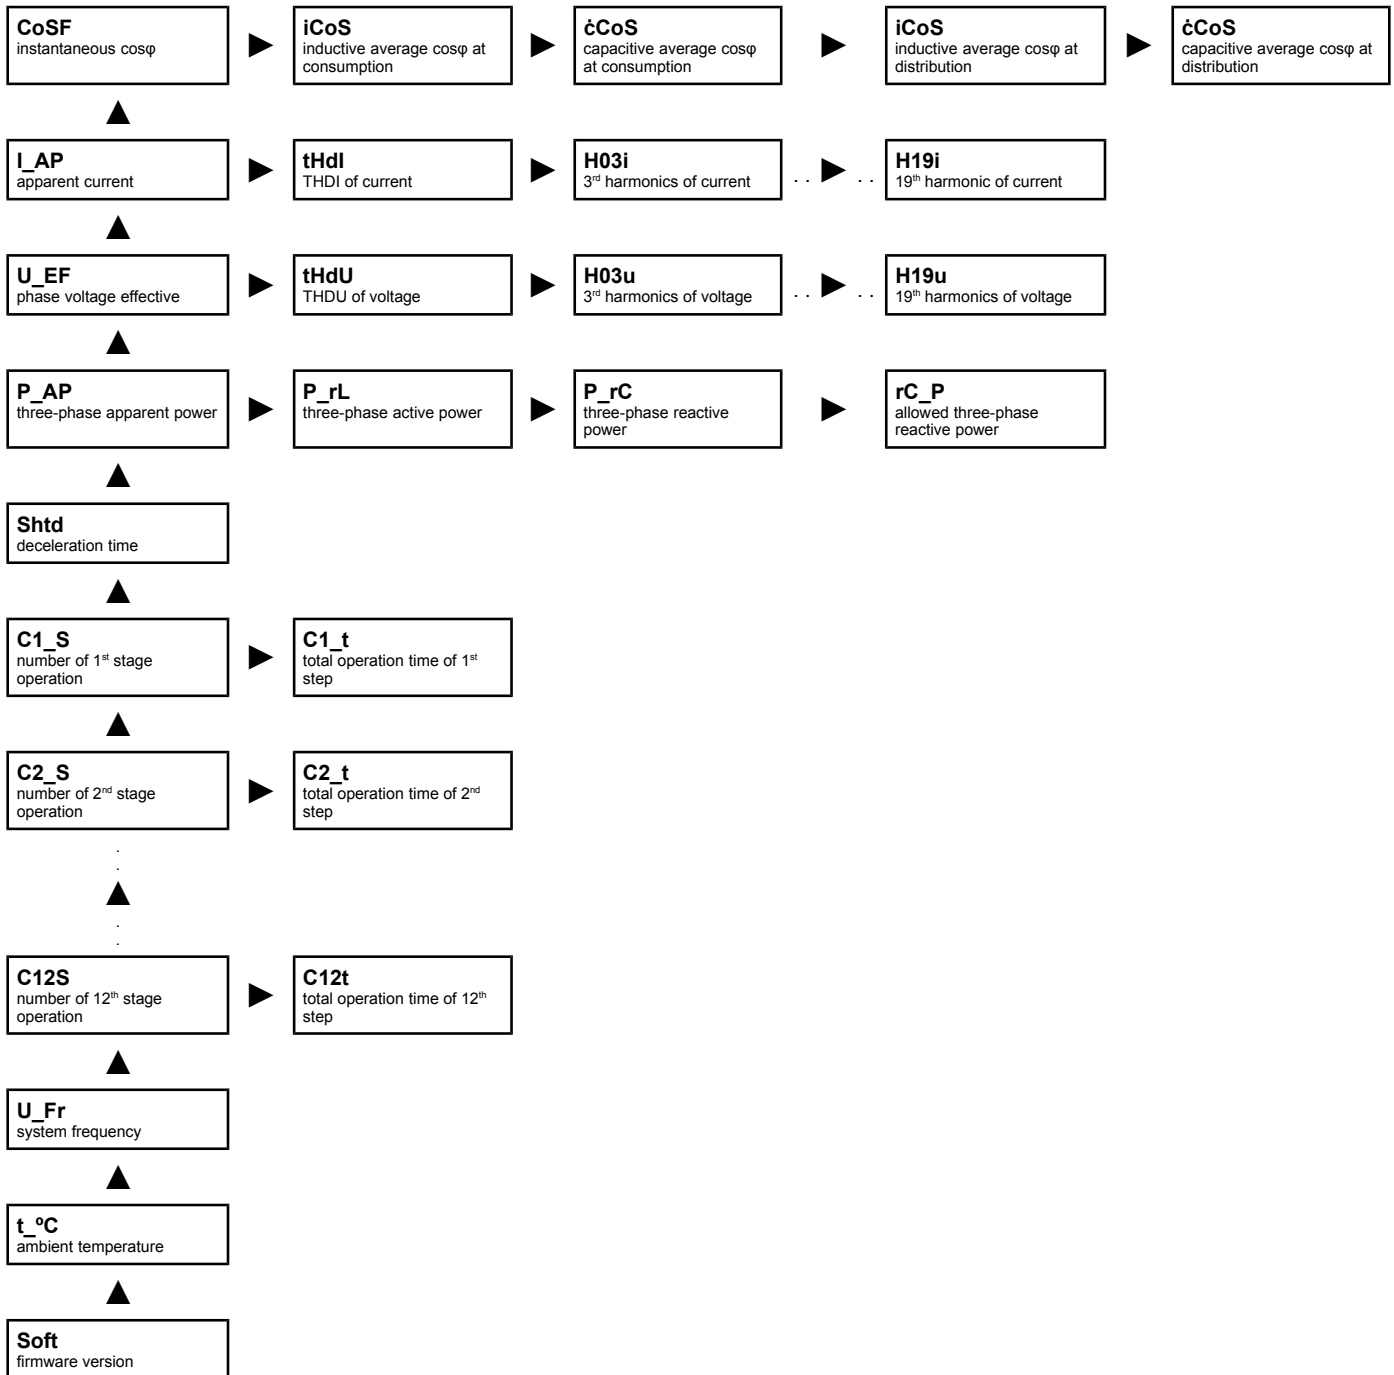 CoSF
instantaneous cosφ
iCoS
inductive average cosφ at
consumption
ċCoS
capacitive average cosφ
at consumption
iCoS
inductive average cosφ at
distribution
ċCoS
capacitive average cosφ at
distribution
I_AP
apparent current
tHdI
THDI of current
H03i
3rd harmonics of current
. .
. .
H19i
19th harmonic of current
U_EF
phase voltage effective
tHdU
THDU of voltage
H03u
3rd harmonics of voltage
. .
. .
H19u
19th harmonics of voltage
P_AP
three-phase apparent power
P_rL
three-phase active power
P_rC
three-phase reactive
power
rC_P
allowed three-phase
reactive power
Shtd
deceleration time
C1_S
number of 1st stage
operation
C1_t
total operation time of 1st
step
C2_S
number of 2nd stage
operation
C2_t
total operation time of 2nd
step
.
.
.
.
C12S
number of 12th stage
operation
C12t
total operation time of 12th
step
U_Fr
system frequency
t_ºC
ambient temperature
Soft
firmware version